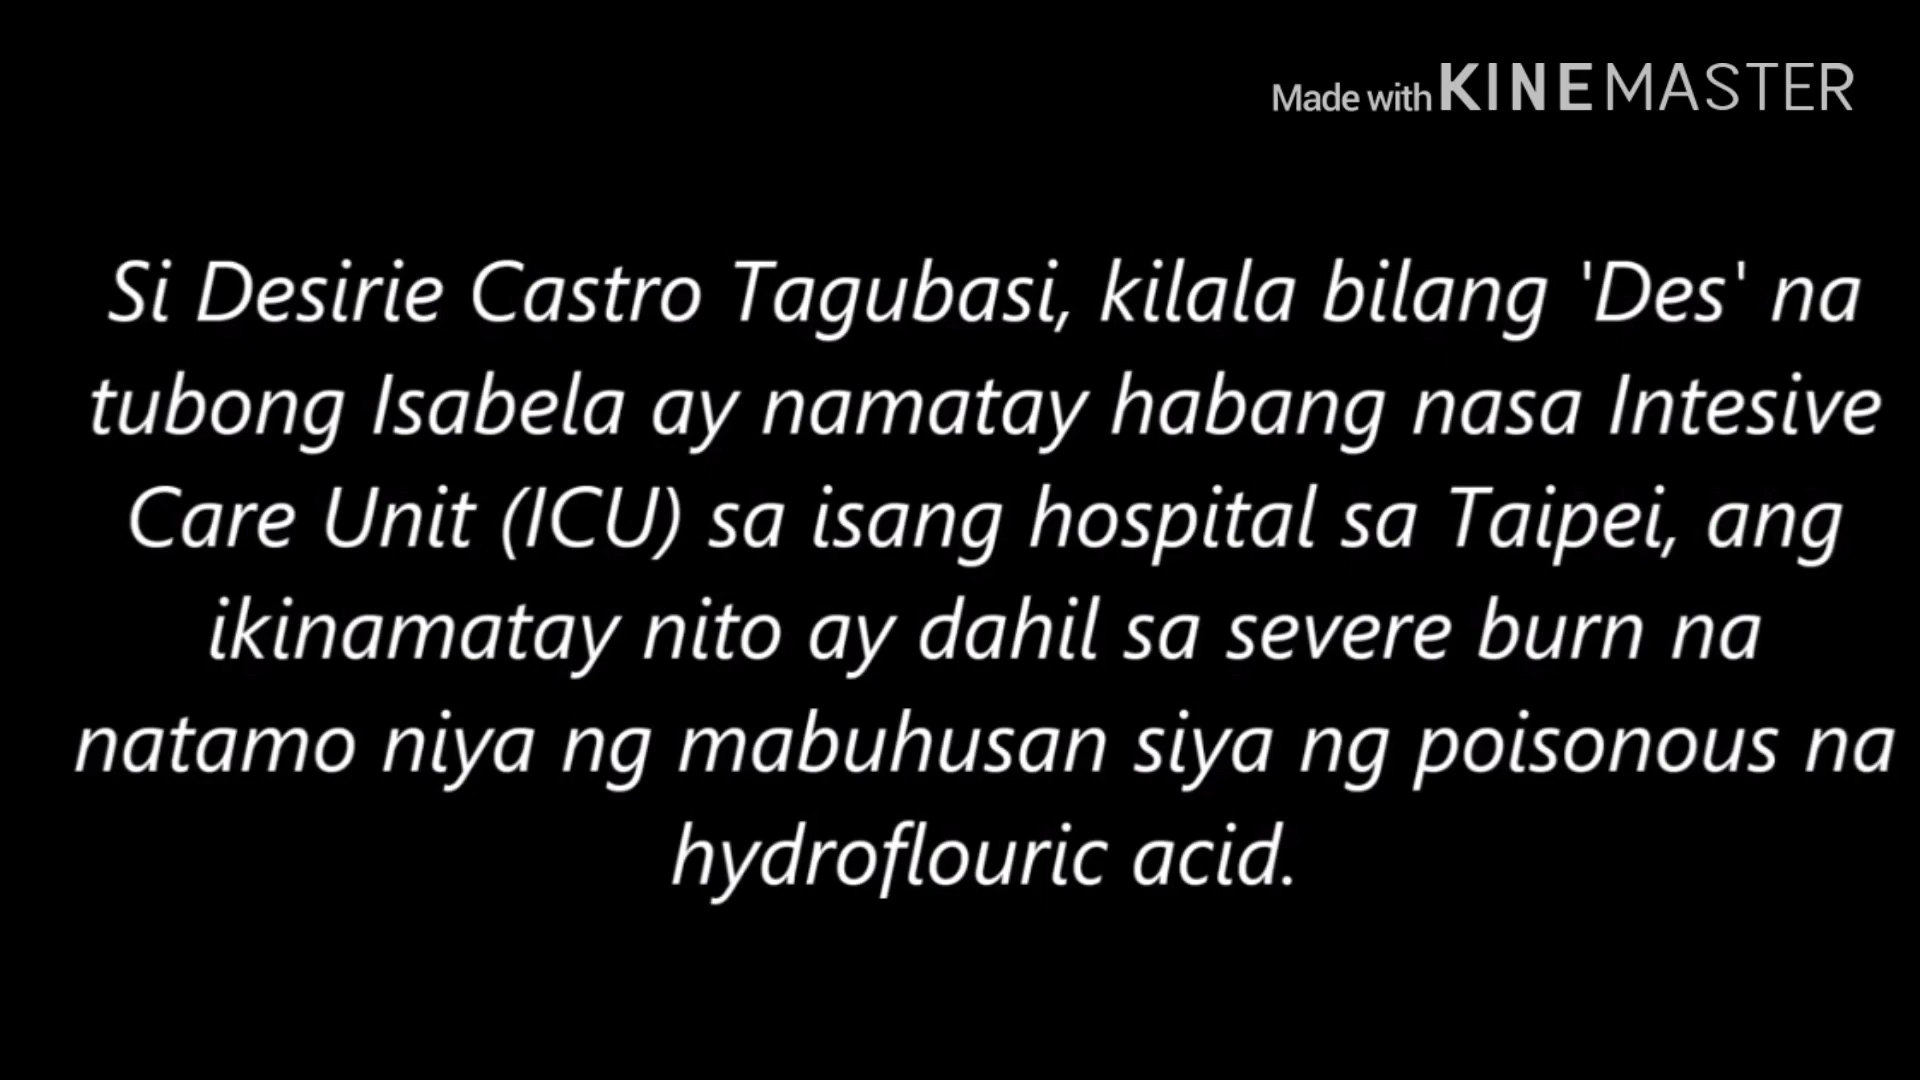 Made with KINEMASTER
Si Desirie Castro Tagubasi, kilala bilang 'Des' na
tubong Isabela ay namatay habang nasa Intesive
Care Unit (ICU) sa isang hospital sa Taipei, ang
ikinamatay nito ay dahil sa severe burn na
natamo niya ng mabuhusan siya ng poisonous na
hydroflouric acid.